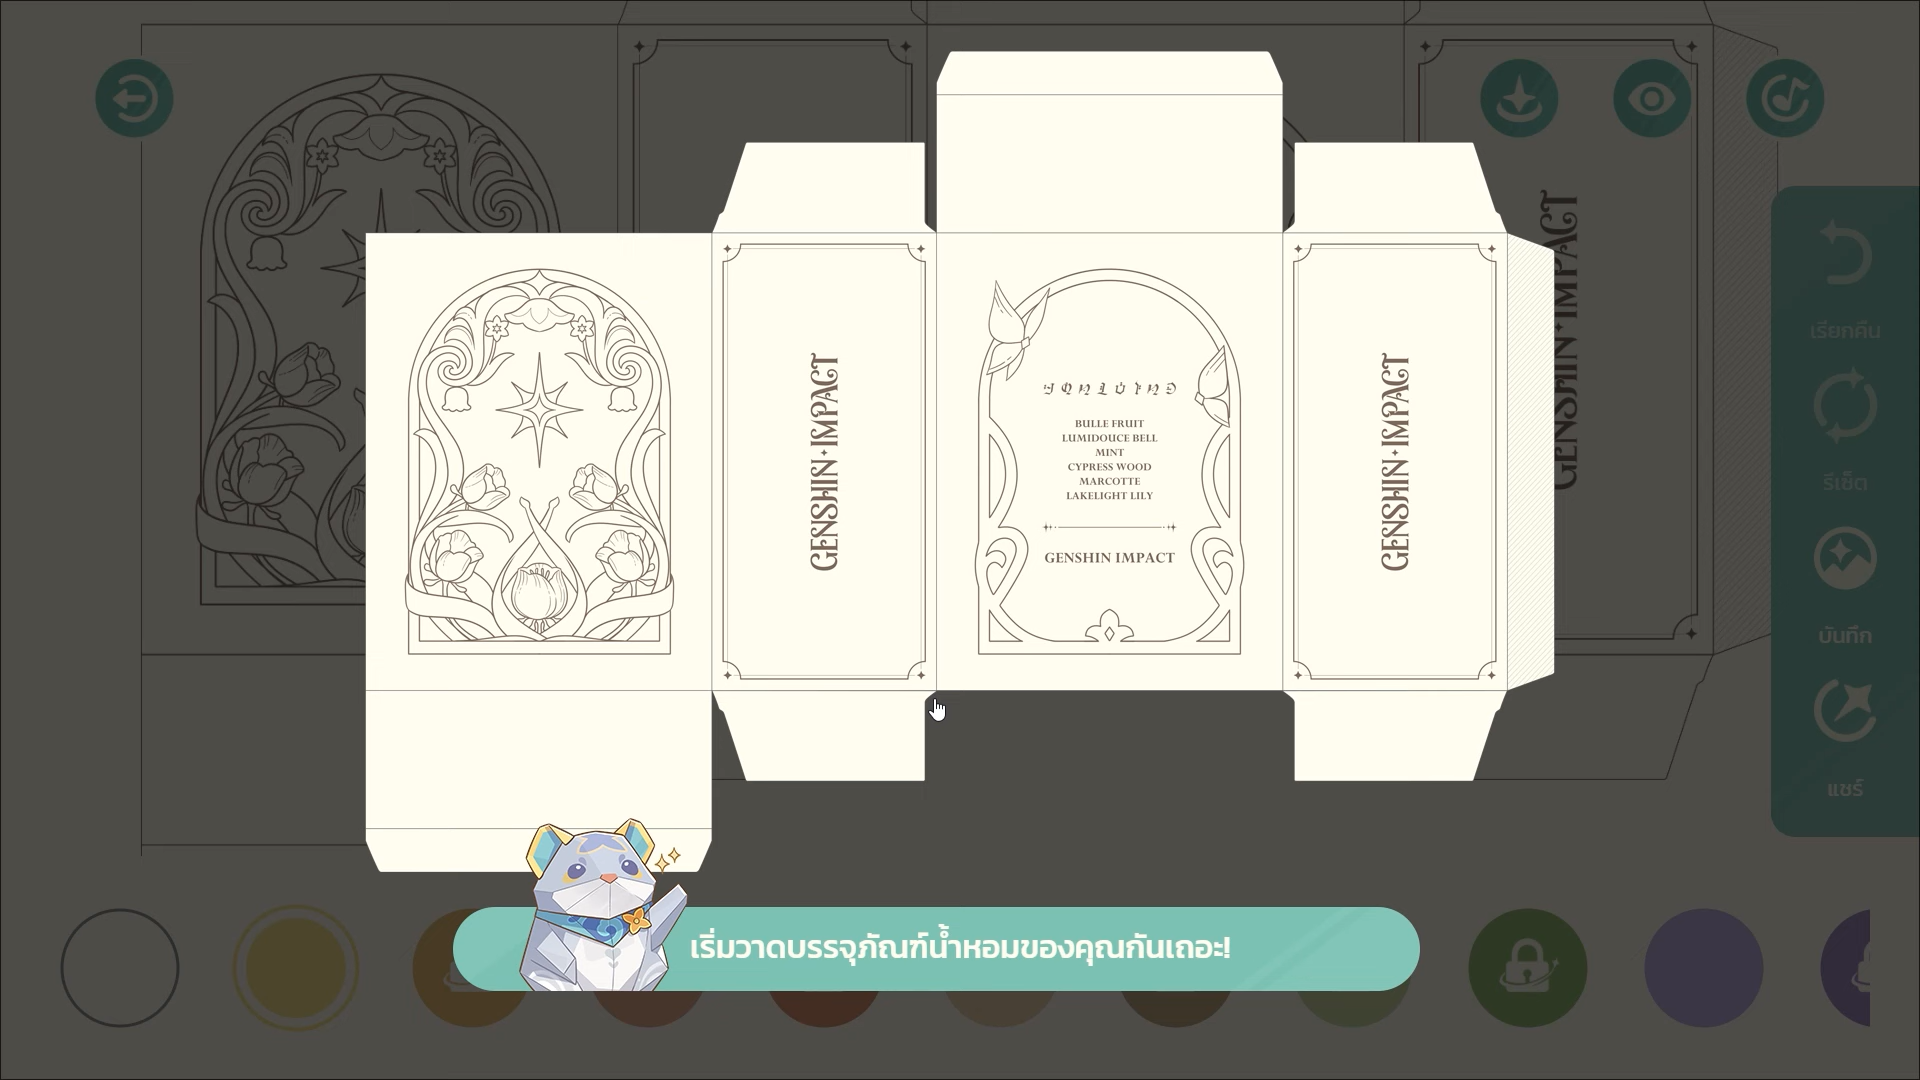 GENSHIN IMPACT
BULLE FRUIT
LUMIDOUCE BELL
MINT
CYPRESS WOOD
MARCOTTE
LAKELIGHT LILY
GENSHIN IMPACT
GENSHIN IMPACT
GENSHIN IMPACT
เรียกคืน
รีเซ็ต
บันทึก
แชร์
เริ่มวาดบรรจุภัณฑ์น้ำหอมของคุณกันเถอะ!